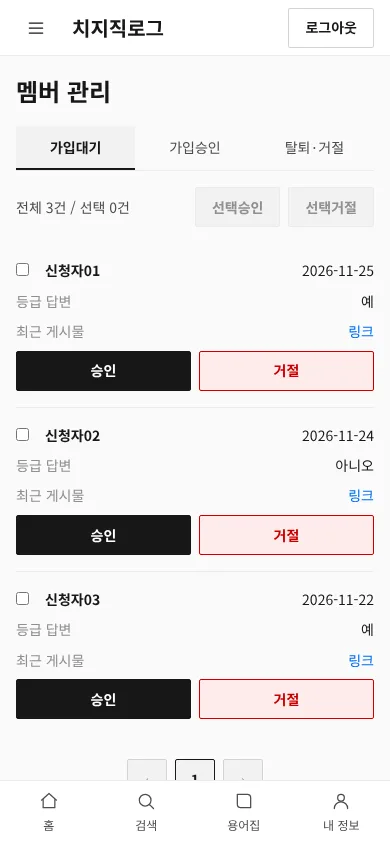 치지직로그
로그아웃
멤버 관리
가입대기
가입승인
탈퇴·거절
전체 3건 / 선택 0건
선택승인
선택거절
신청자01
2026-11-25
등급 답변
예
최근 게시물
링크
승인
거절
신청자02
2026-11-24
등급 답변
아니오
최근 게시물
링크
승인
거절
신청자03
2026-11-22
등급 답변
예
최근 게시물
링크
승인
거절
1
홈
검색
용어집
내 정보